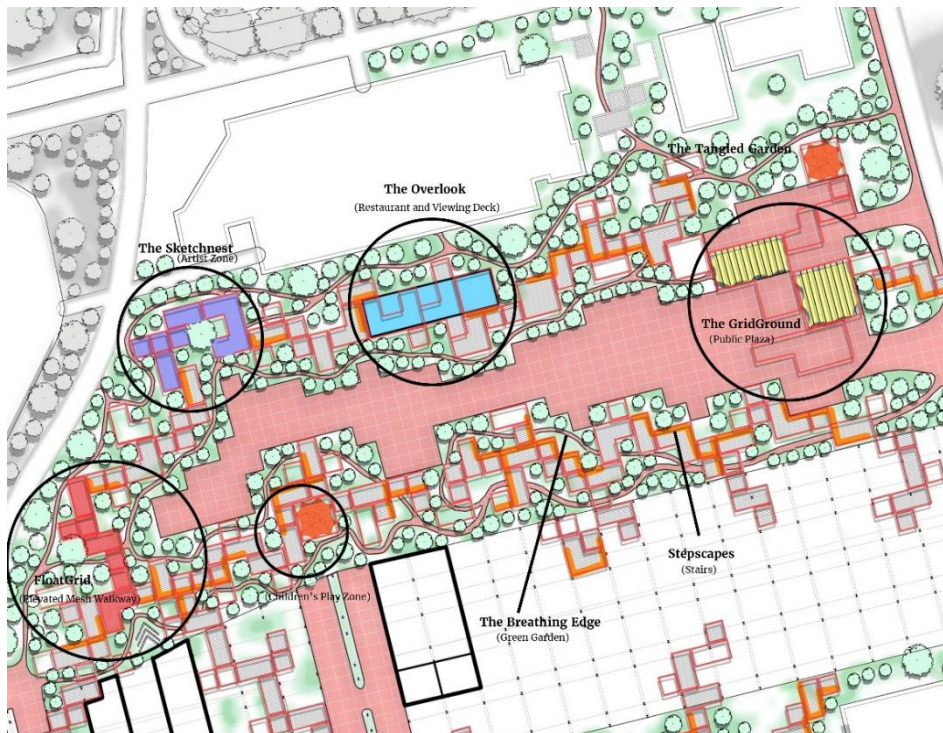 The Tangled Garden
The Overlook
(Restaurant and Viewing Deck)
The Sketchnest
(Artist Zone)
The GridGround
(Public Plaza)
Stepscapes
(Stairs)
FloatGrid
(Elevated Mesh Walkway)
(Children's Play Zone)
The Breathing Edge
(Green Garden)